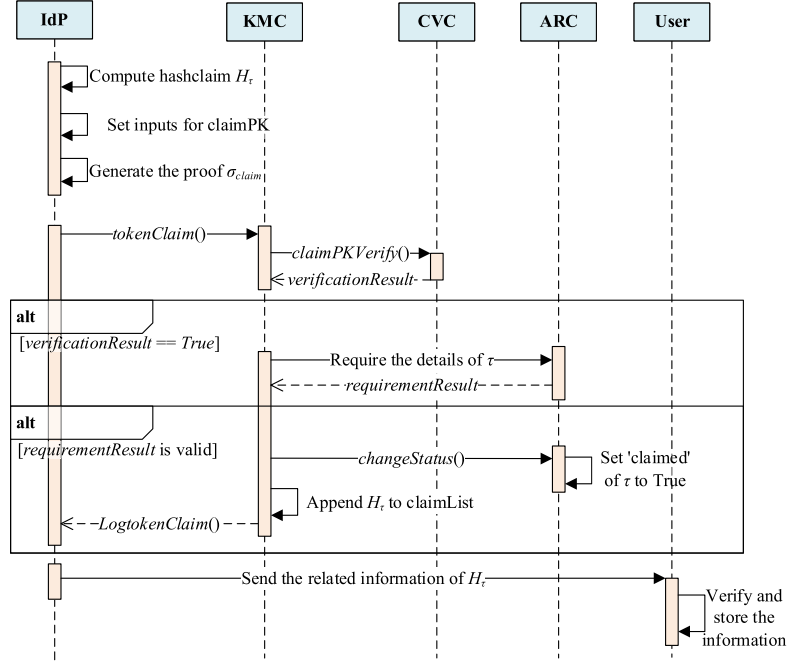 IdP
KMC
CVC
ARC
User
Compute hashclaim Hτ
Set inputs for claimPK
Generate the proof σclaim
tokenClaim()
claimPKVerify()
verificationResult
alt
[verificationResult == True]
Require the details of τ
requirementResult
alt
[requirementResult is valid]
changeStatus()
Set 'claimed'
of τ to True
Append Hτ to claimList
LogtokenClaim()
Send the related information of Hτ
Verify and
store the
information